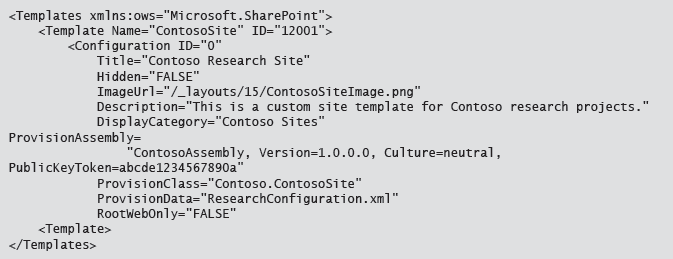 <Templates xmlns:ows="Microsoft.SharePoint">
<Template Name="ContosoSite" ID="12001">
<Configuration ID="0"
Title="Contoso Research Site"
Hidden="FALSE"
ImageUrl="/_layouts/15/ContosoSiteImage.png"
Description="This is a custom site template for Contoso research projects."
DisplayCategory="Contoso Sites"
ProvisionAssembly=
"ContosoAssembly, Version=1.0.0.0, Culture=neutral,
PublicKeyToken=abcde1234567890a"
ProvisionClass="Contoso.ContosoSite"
ProvisionData="ResearchConfiguration.xml"
RootWebOnly="FALSE"
<Template>
</Templates>